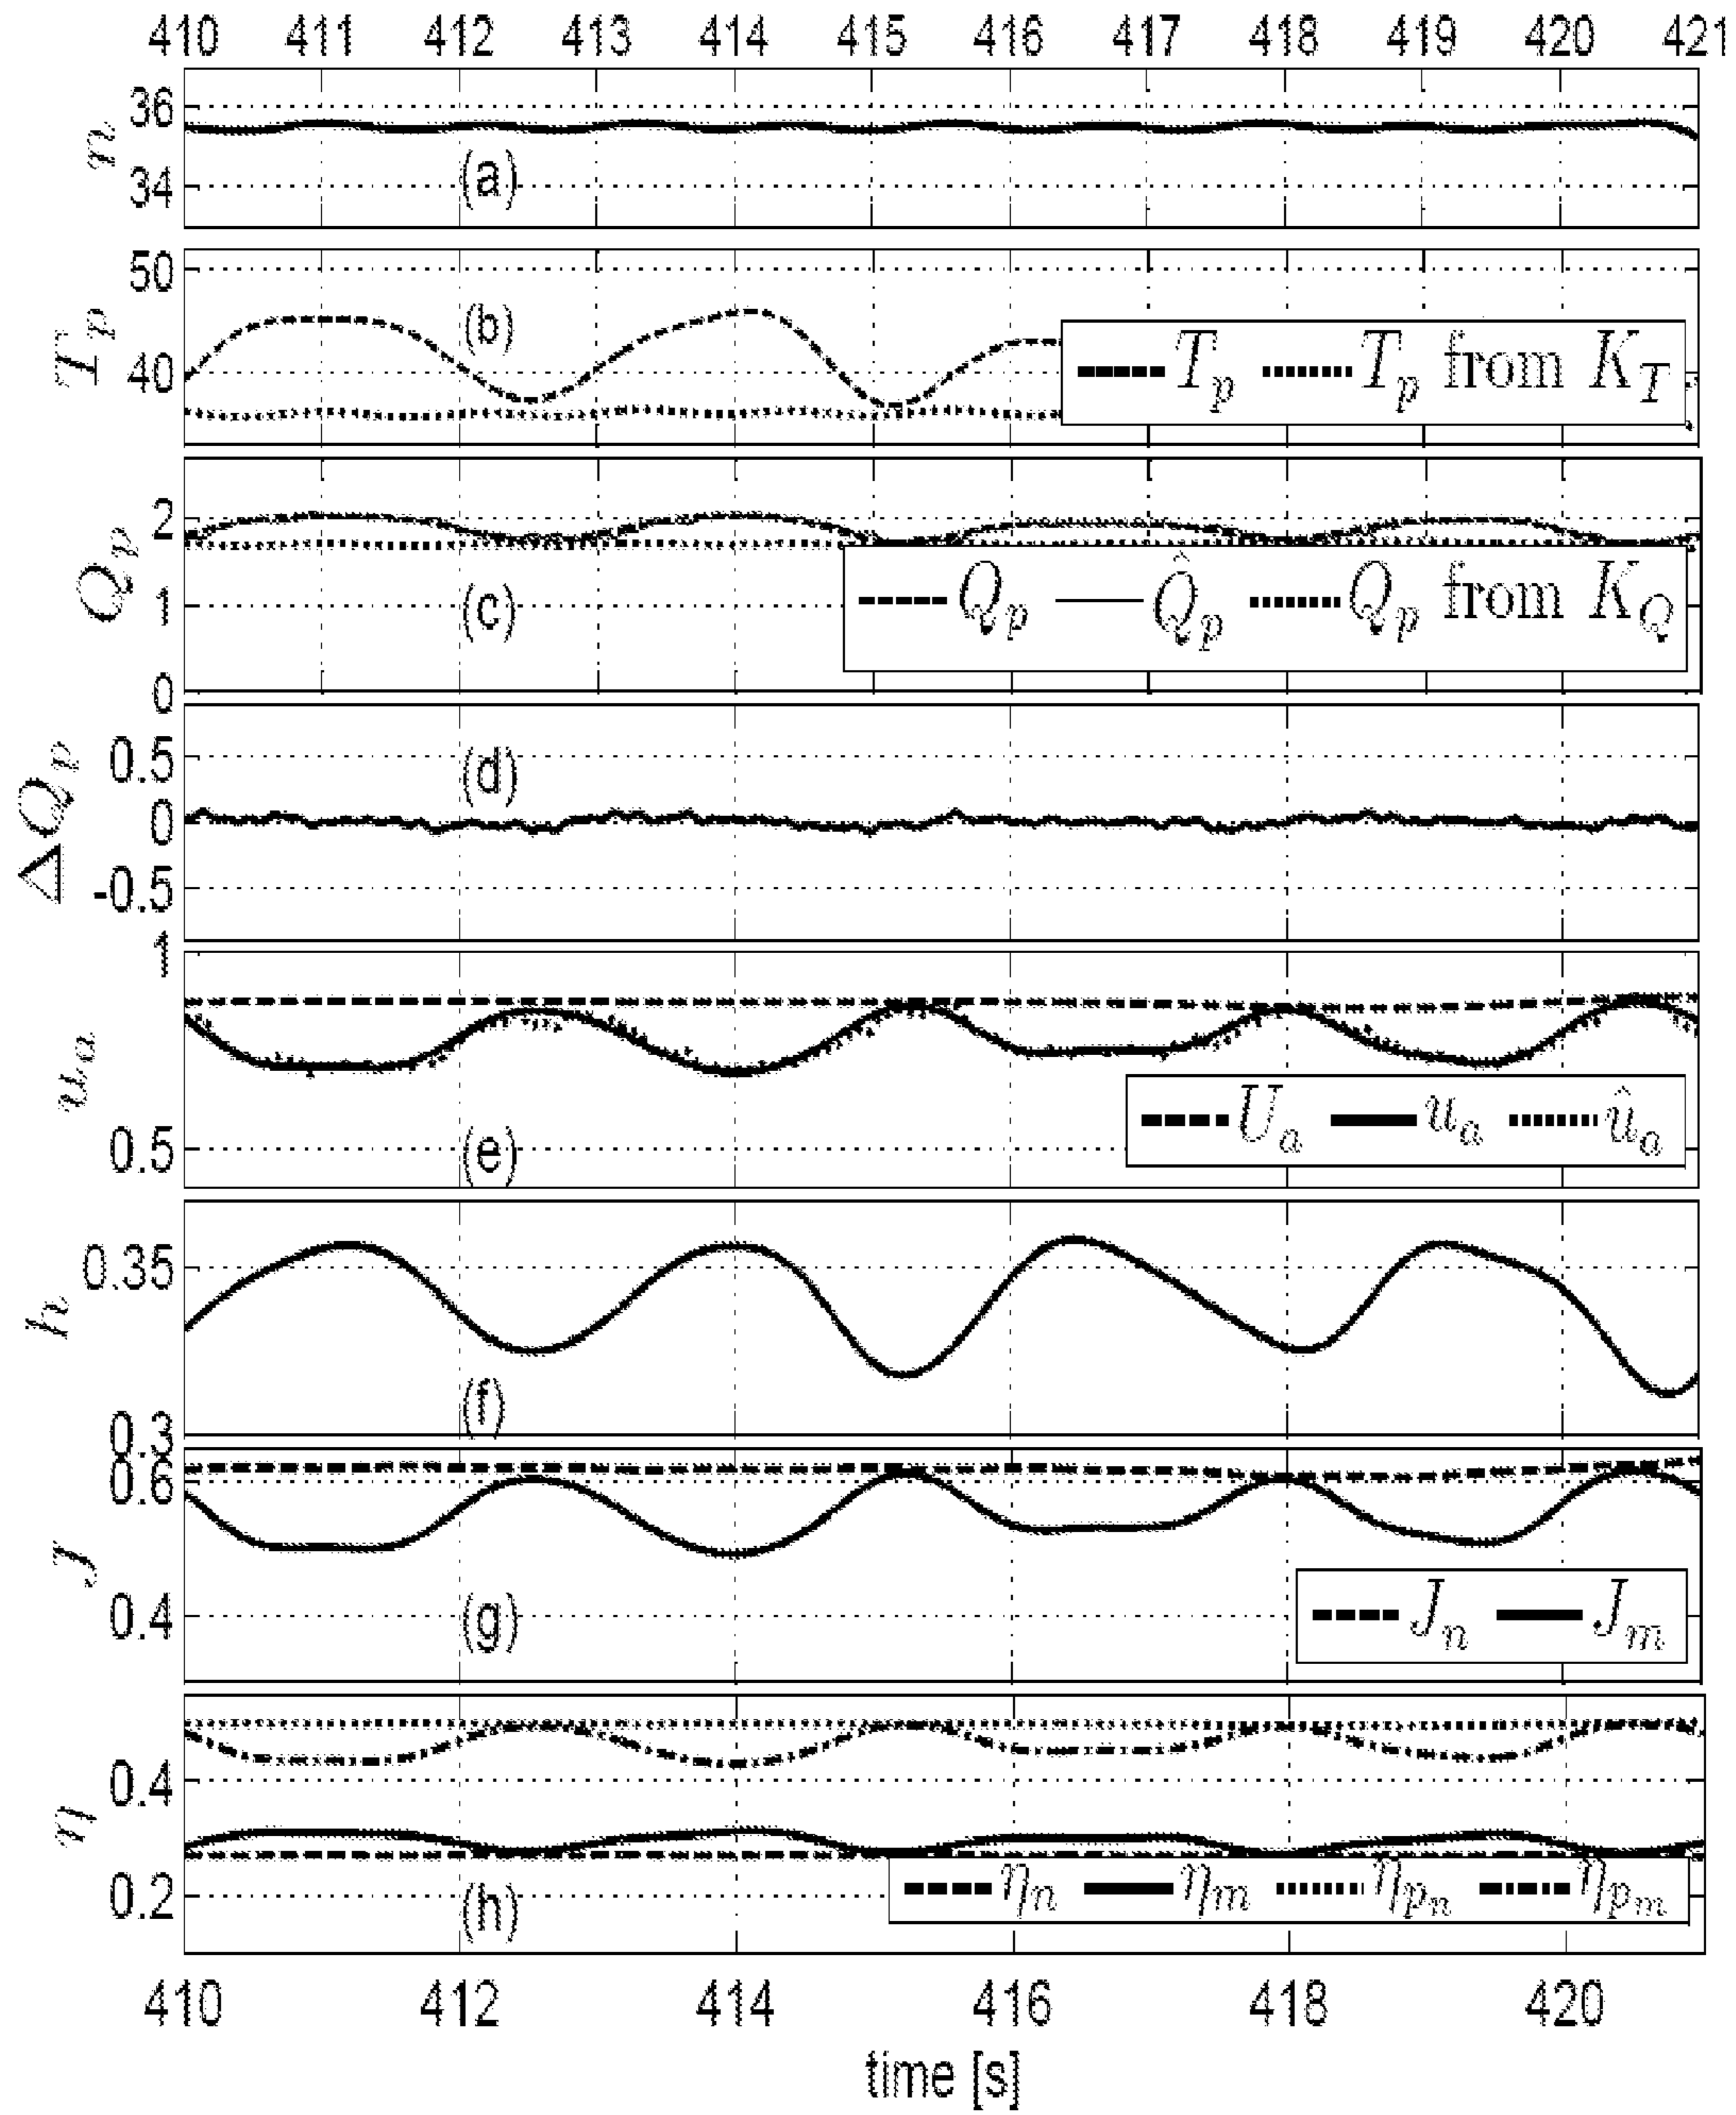 410 411 412 413 414 415 416 417 418 419 420 421
36
n
34
(a)
50
T_p
40
(b)
T_p T_p from K_T
2
Q_p
1
0
(c)
Q_p Q̂_p Q_p from K_Q
0.5
ΔQ_p
0
-0.5
(d)
1
u_a
0.5
(e)
U_a u_a û_a
0.35
h
0.3
(f)
0.6
J
0.4
(g)
J_n J_m
0.4
η
0.2
(h)
η_n η_m η_{p_n} η_{p_m}
410 412 414 416 418 420
time [s]